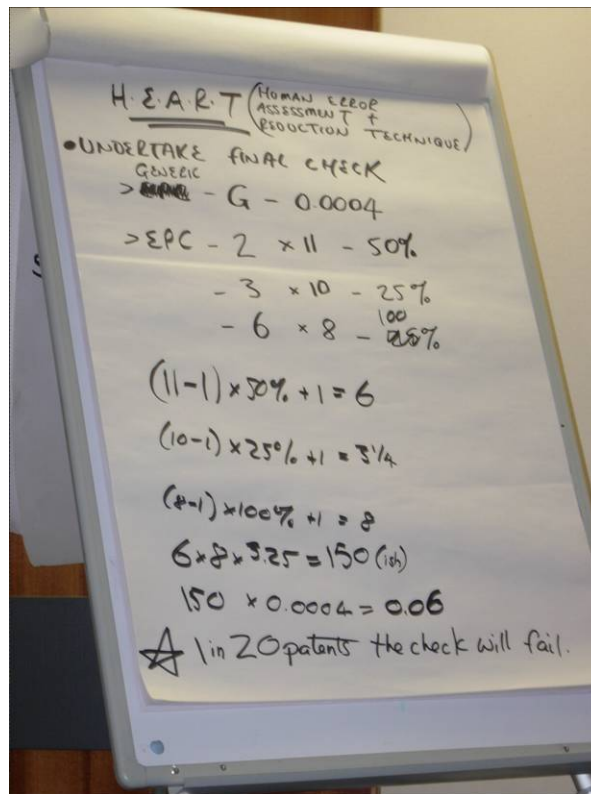 H.E.A.R.T (HUMAN ERROR
ASSESSMENT +
REDUCTION TECHNIQUE)
• UNDERTAKE FINAL CHECK
GENERIC
> - G - 0.0004
> EPC - 2 × 11 - 50%
- 3 × 10 - 25%
100
- 6 × 8 - %
(11-1) × 50% + 1 = 6
(10-1) × 25% +1 = 3 1/4
(8-1) × 100% +1 = 8
6 × 8 × 3.25 = 150 (ish)
150 × 0.0004 = 0.06
☆ 1 in 20 patents the check will fail.